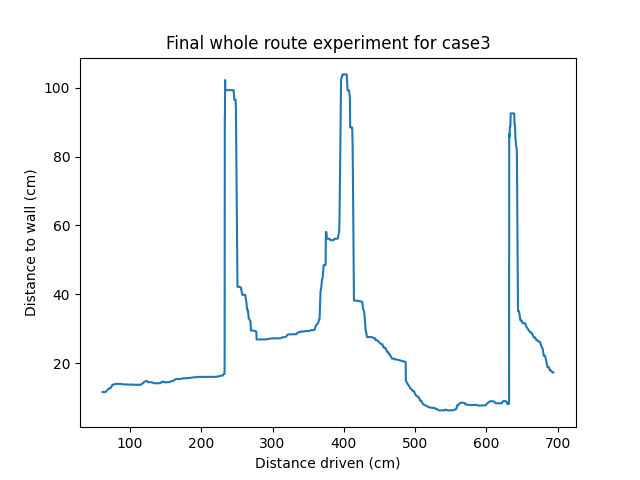 Final whole route experiment for case3
Distance to wall (cm)
100
80
60
40
20
100 200 300 400 500 600 700
Distance driven (cm)